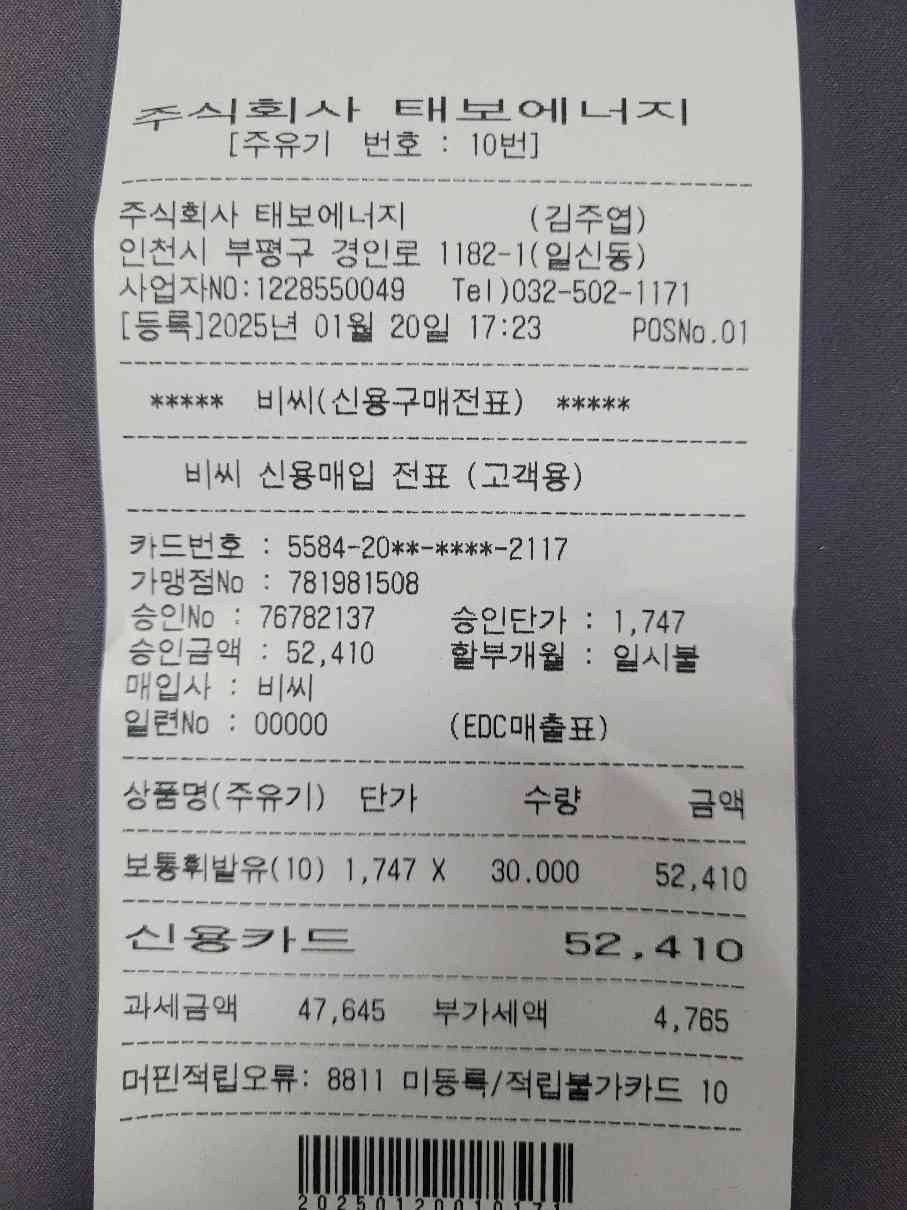 주식회사 태보에너지
[주유기 번호 : 10번]
주식회사 태보에너지 (김주엽)
인천시 부평구 경인로 1182-1(일신동)
사업자NO:1228550049 Tel)032-502-1171
[등록]2025년 01월 20일 17:23 POSNo.01
***** 비씨(신용구매전표) *****
비씨 신용매입 전표 (고객용)
카드번호 : 5584-20**-****-2117
가맹점No : 781981508
승인No : 76782137 승인단가 : 1,747
승인금액 : 52,410 할부개월 : 일시불
매입사 : 비씨
일련No : 00000 (EDC매출표)
상품명(주유기) 단가 수량 금액
보통휘발유(10) 1,747 X 30.000 52,410
신용카드 52,410
과세금액 47,645 부가세액 4,765
머핀적립오류: 8811 미등록/적립불가카드 10